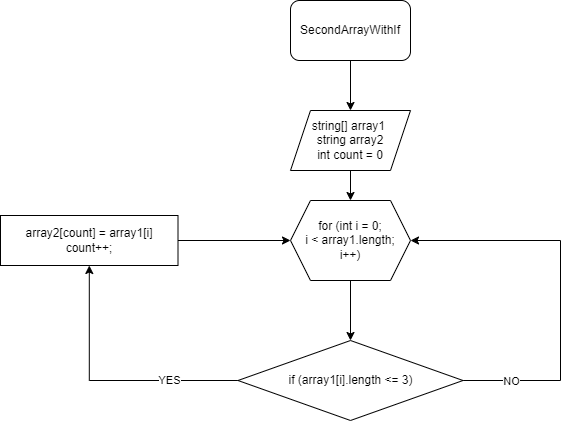 SecondArrayWithIf
string[] array1
string array2
int count = 0
for (int i = 0;
i < array1.length;
i++)
array2[count] = array1[i]
count++;
if (array1[i].length <= 3)
YES
NO